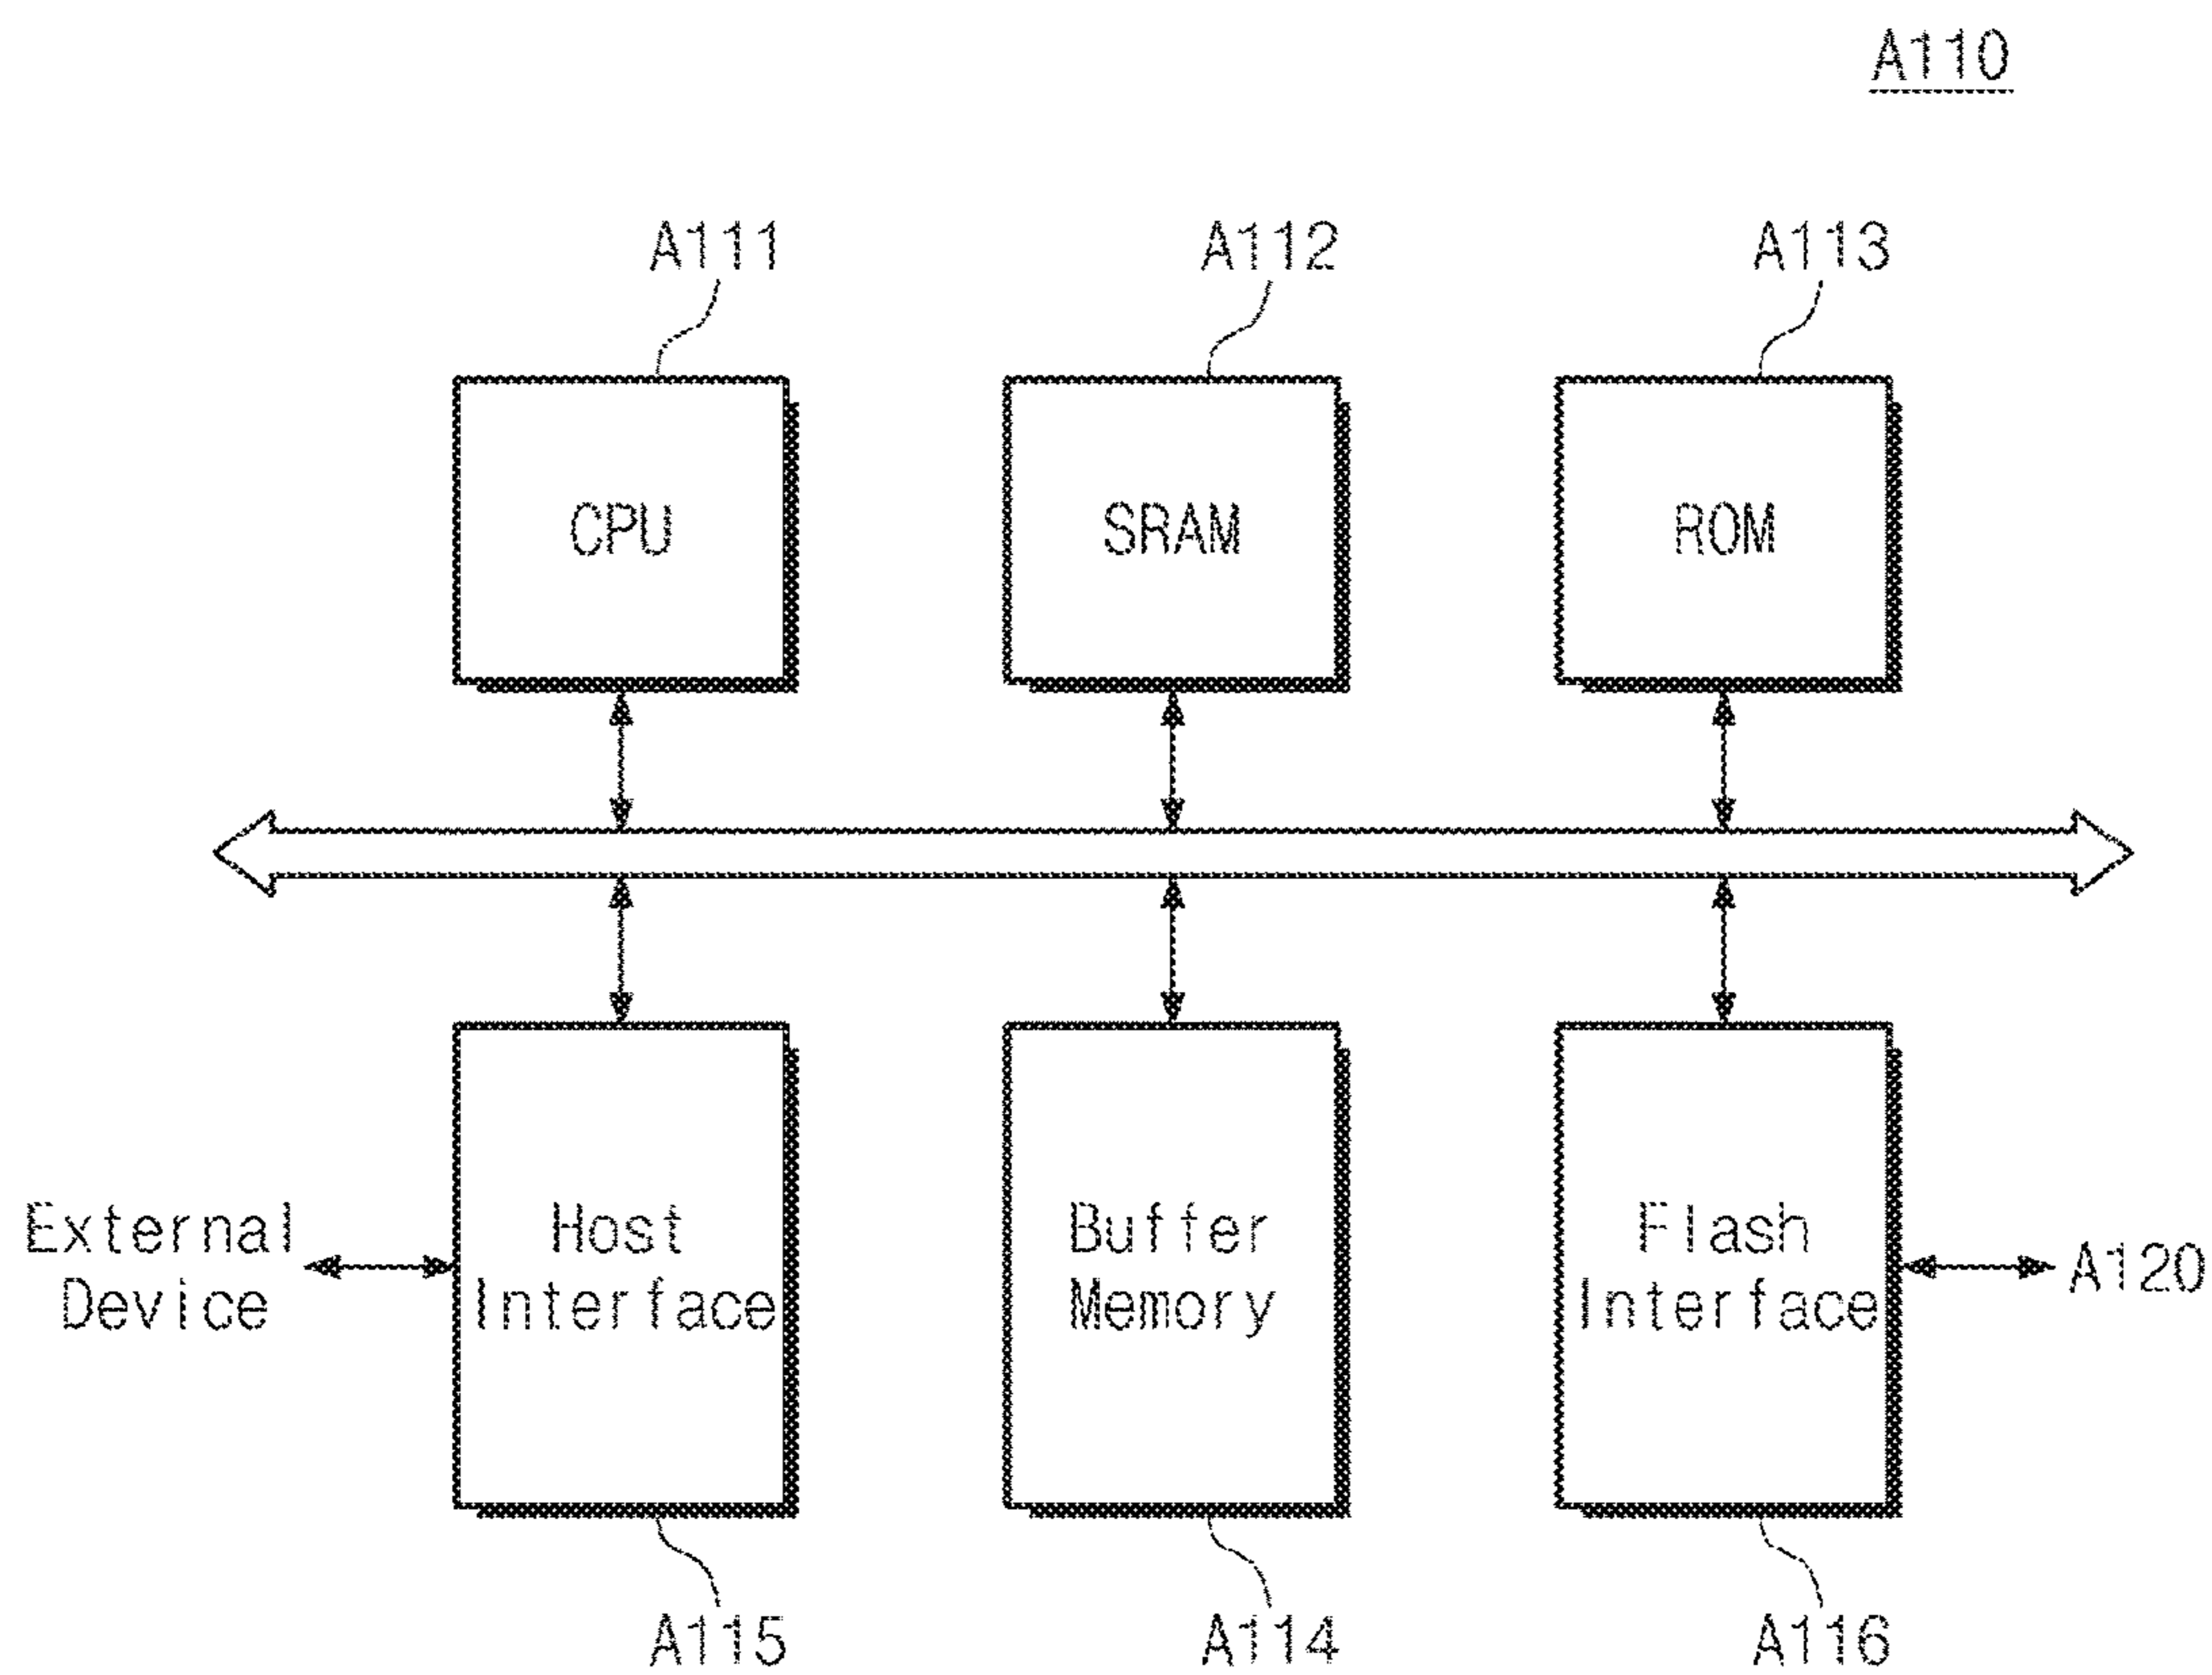 A110
A111
A112
A113
CPU
SRAM
ROM
External
Device
Host
Interface
Buffer
Memory
Flash
Interface
A120
A115
A114
A116